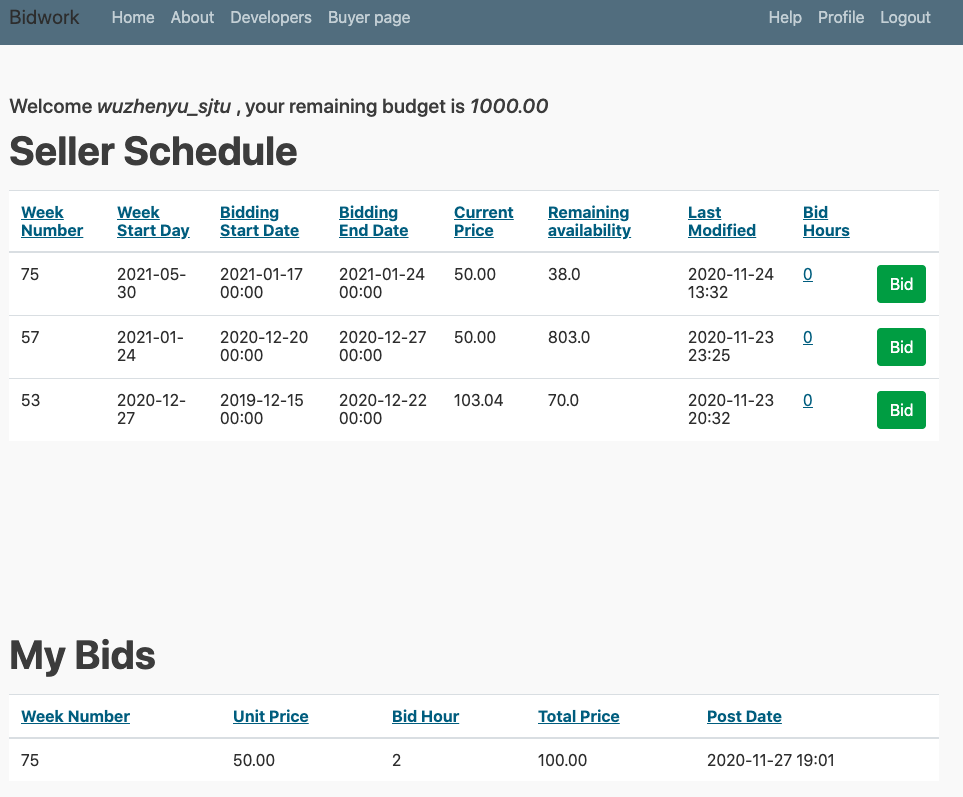 Bidwork Home About Developers Buyer page Help Profile Logout
Welcome wuzhenyu_sjtu , your remaining budget is 1000.00
Seller Schedule
Week Number Week Start Day Bidding Start Date Bidding End Date Current Price Remaining availability Last Modified Bid Hours
75 2021-05-30 2021-01-17 00:00 2021-01-24 00:00 50.00 38.0 2020-11-24 13:32 0 Bid
57 2021-01-24 2020-12-20 00:00 2020-12-27 00:00 50.00 803.0 2020-11-23 23:25 0 Bid
53 2020-12-27 2019-12-15 00:00 2020-12-22 00:00 103.04 70.0 2020-11-23 20:32 0 Bid
My Bids
Week Number Unit Price Bid Hour Total Price Post Date
75 50.00 2 100.00 2020-11-27 19:01